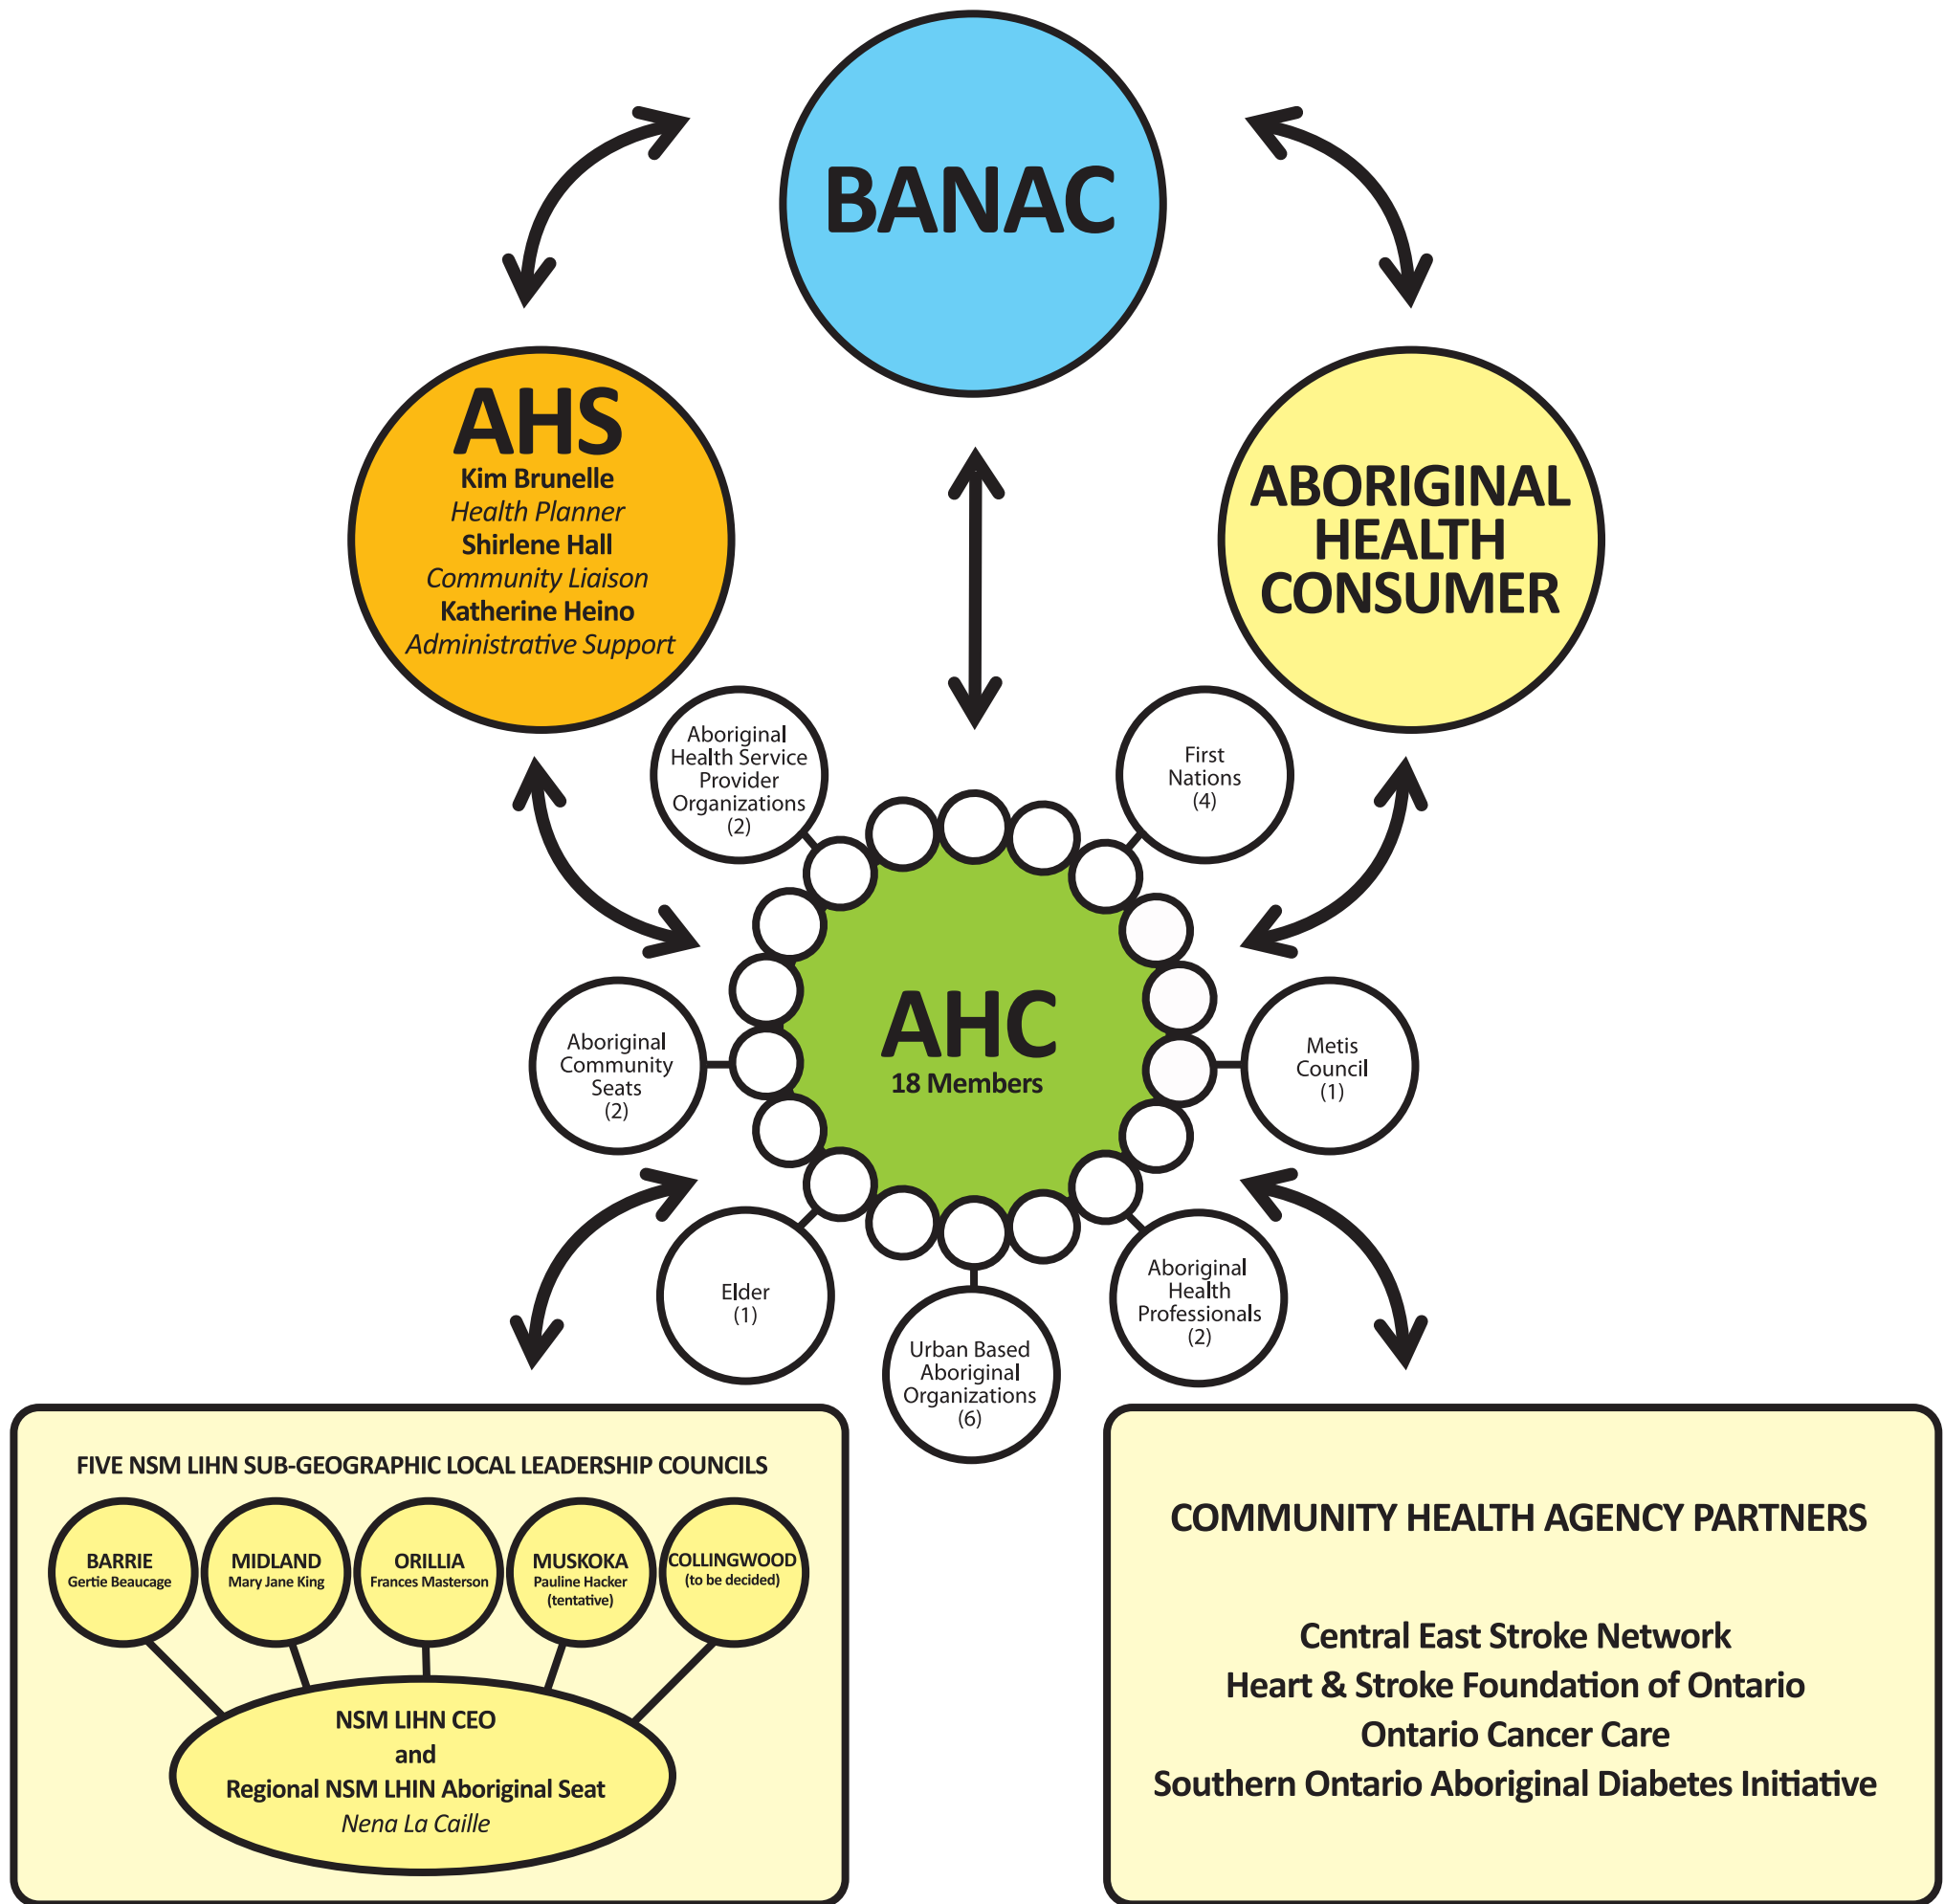 BANAC
AHS
Kim Brunelle
Health Planner
Shirlene Hall
Community Liaison
Katherine Heino
Administrative Support
ABORIGINAL
HEALTH
CONSUMER
Aboriginal
Health Service
Provider
Organizations
(2)
First
Nations
(4)
AHC
18 Members
Aboriginal
Community
Seats
(2)
Metis
Council
(1)
Elder
(1)
Urban Based
Aboriginal
Organizations
(6)
Aboriginal
Health
Professionals
(2)
FIVE NSM LIHN SUB-GEOGRAPHIC LOCAL LEADERSHIP COUNCILS
BARRIE
Gertie Beaucage
MIDLAND
Mary Jane King
ORILLIA
Frances Masterson
MUSKOKA
Pauline Hacker
(tentative)
COLLINGWOOD
(to be decided)
NSM LIHN CEO
and
Regional NSM LHIN Aboriginal Seat
Nena La Caille
COMMUNITY HEALTH AGENCY PARTNERS
Central East Stroke Network
Heart & Stroke Foundation of Ontario
Ontario Cancer Care
Southern Ontario Aboriginal Diabetes Initiative